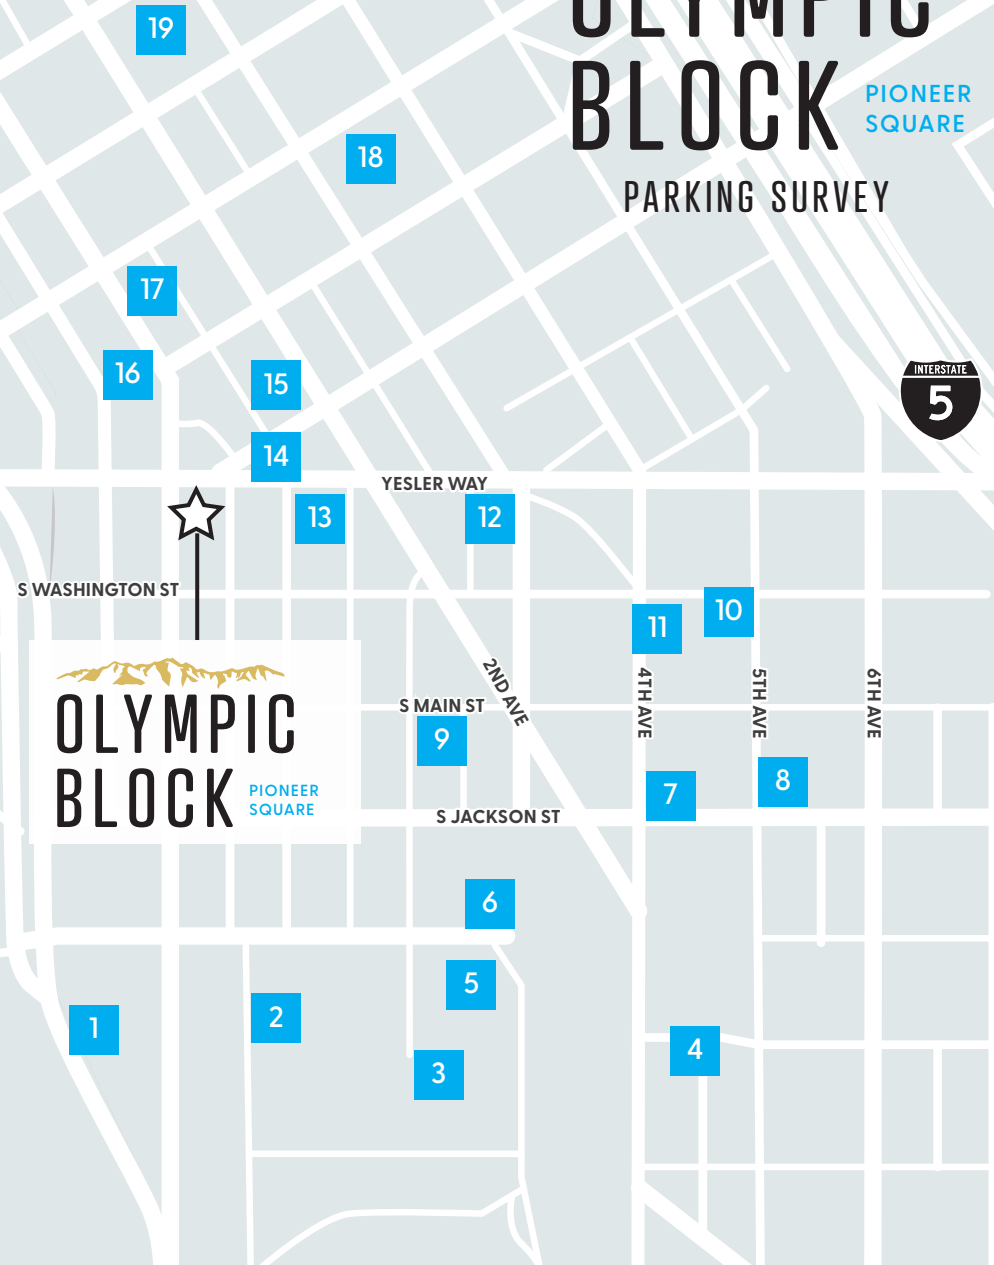 19
OLYMPIC
BLOCK
PIONEER
SQUARE
18
PARKING SURVEY
17
16
15
INTERSTATE
5
14
YESLER WAY
13
12
S WASHINGTON ST
11
10
2ND AVE
4TH AVE
5TH AVE
6TH AVE
OLYMPIC
BLOCK
PIONEER
SQUARE
S MAIN ST
9
7
8
S JACKSON ST
6
5
1
2
3
4